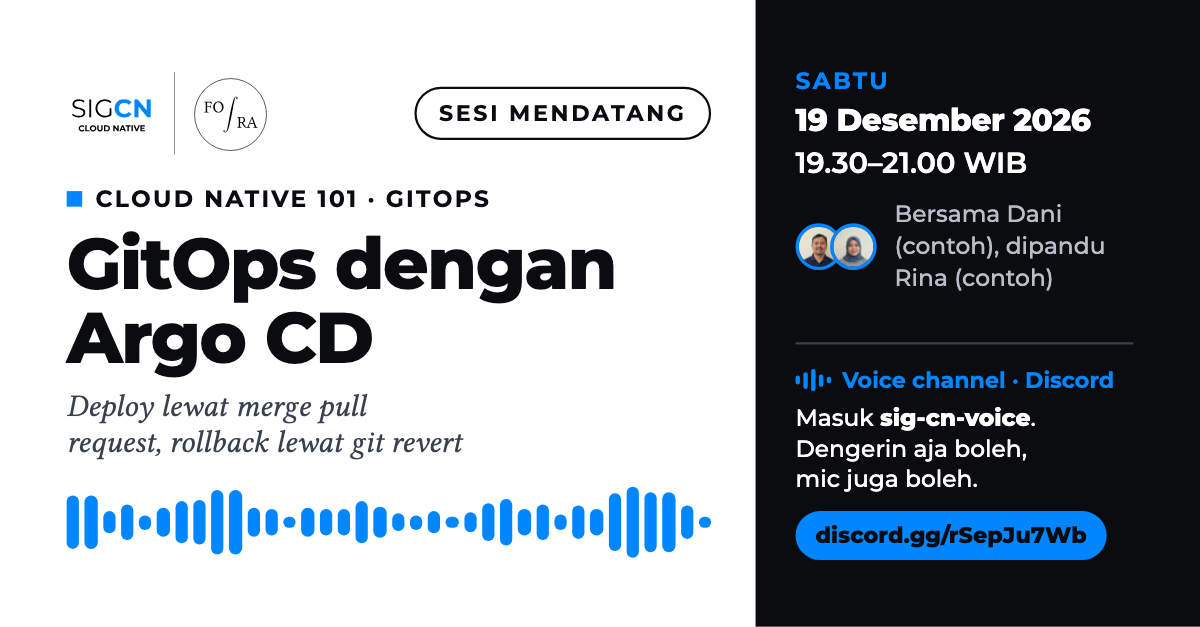 SIGCN
CLOUD NATIVE
FO RA
SESI MENDATANG
CLOUD NATIVE 101 · GITOPS
GitOps dengan
Argo CD
Deploy lewat merge pull
request, rollback lewat git revert
SABTU
19 Desember 2026
19.30–21.00 WIB
Bersama Dani
(contoh), dipandu
Rina (contoh)
Voice channel · Discord
Masuk sig-cn-voice.
Dengerin aja boleh,
mic juga boleh.
discord.gg/rSepJu7Wb